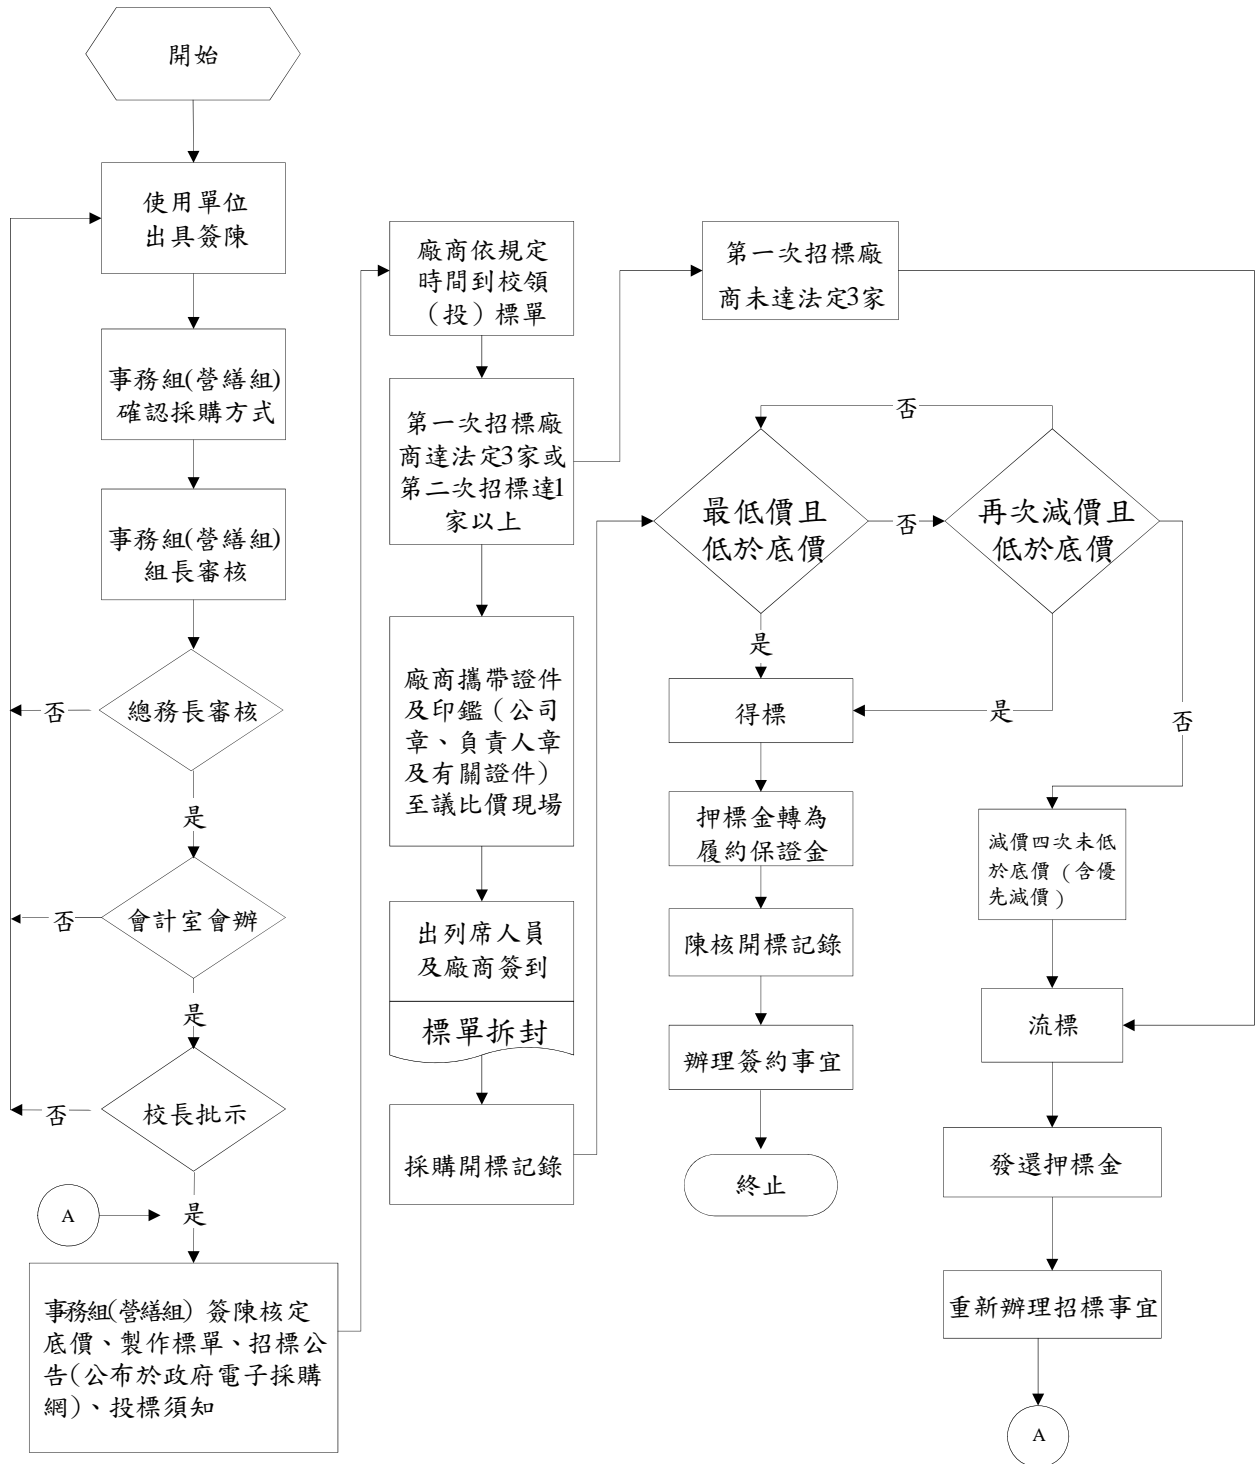 開始
使用單位
出具簽陳
事務組(營繕組)
確認採購方式
事務組(營繕組)
組長審核
總務長審核
否
是
會計室會辦
否
是
校長批示
否
A
是
事務組(營繕組) 簽陳核定
底價、製作標單、招標公
告(公布於政府電子採購
網)、投標須知
廠商依規定
時間到校領
（投）標單
第一次招標廠
商達法定3家或
第二次招標達1
家以上
廠商攜帶證件
及印鑑（公司
章、負責人章
及有關證件）
至議比價現場
出列席人員
及廠商簽到
標單拆封
採購開標記錄
第一次招標廠
商未達法定3家
否
最低價且
低於底價
否
再次減價且
低於底價
是
得標
是
否
押標金轉為
履約保證金
陳核開標記錄
辦理簽約事宜
終止
減價四次未低
於底價（含優
先減價）
流標
發還押標金
重新辦理招標事宜
A